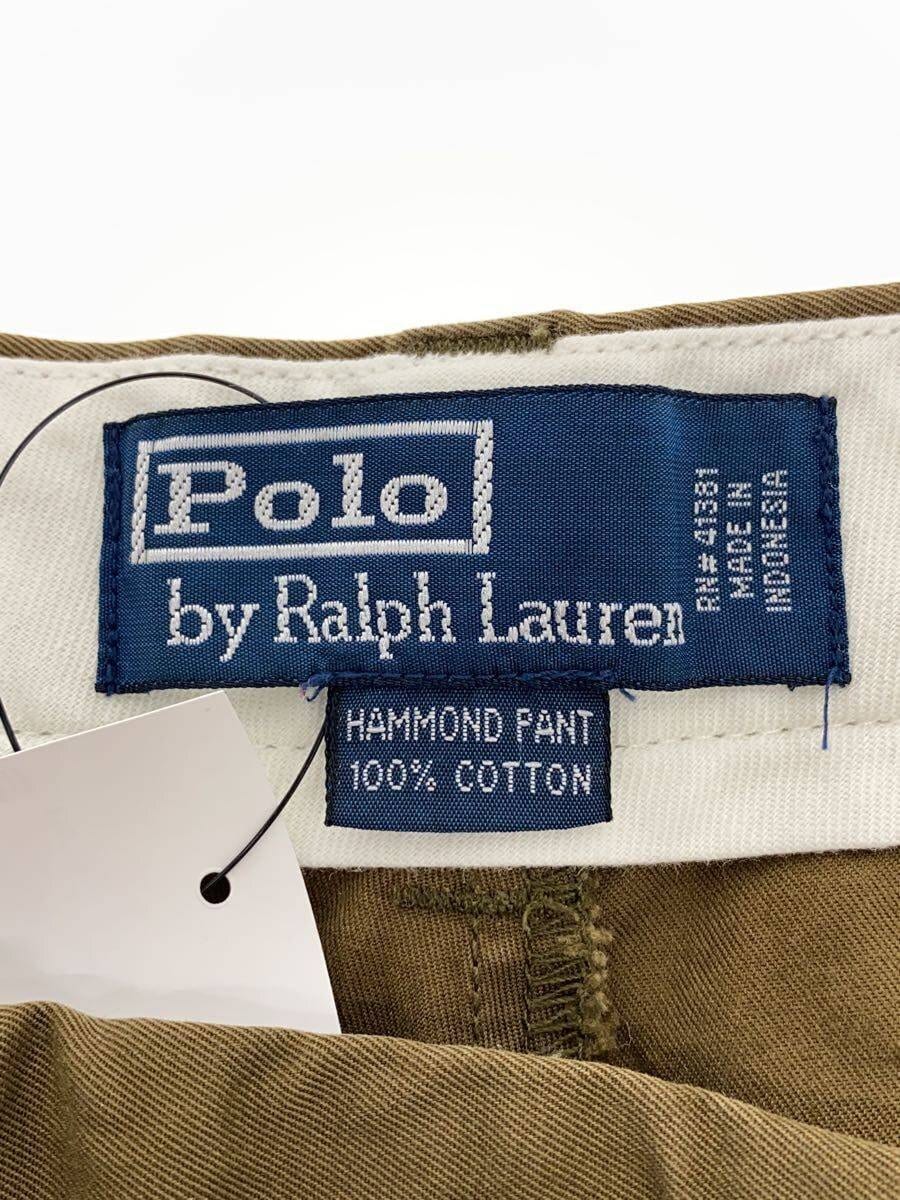 Polo
by Ralph Lauren
RN# 41381
MADE IN
INDONESIA
HAMMOND PANT
100% COTTON